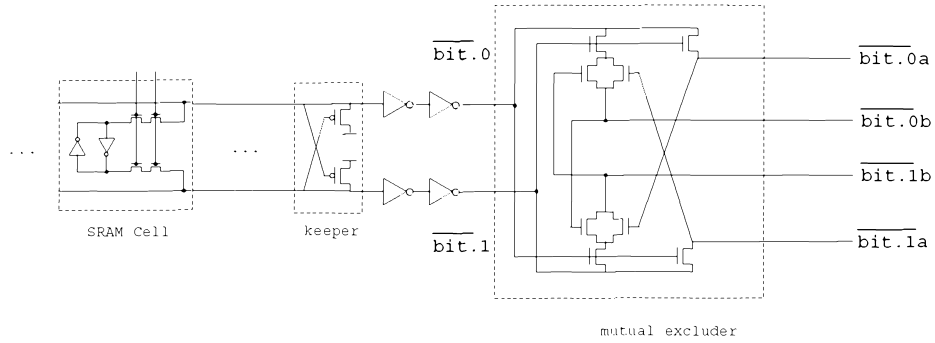 bit.0
bit.0a
bit.0b
...
...
bit.1b
SRAM Cell
keeper
bit.1
bit.1a
mutual excluder